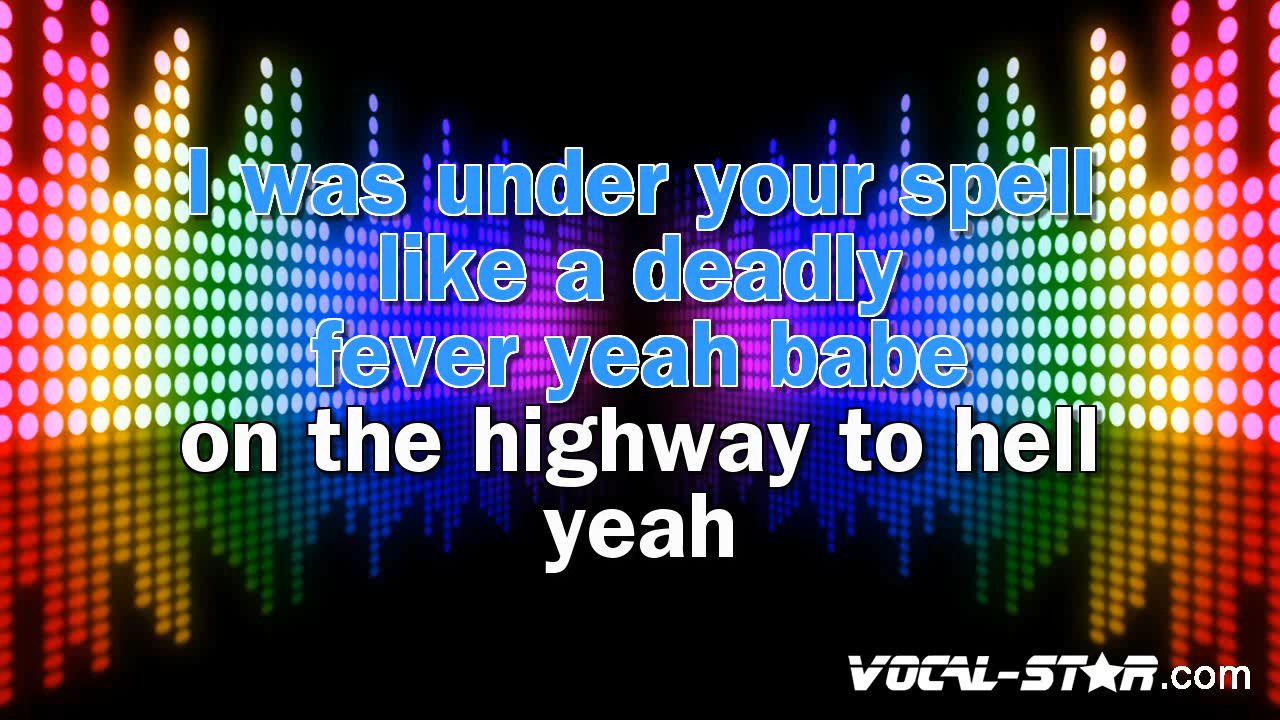 I was under your spell
like a deadly
fever yeah babe
on the highway to hell
yeah
VOCAL-STAR.com